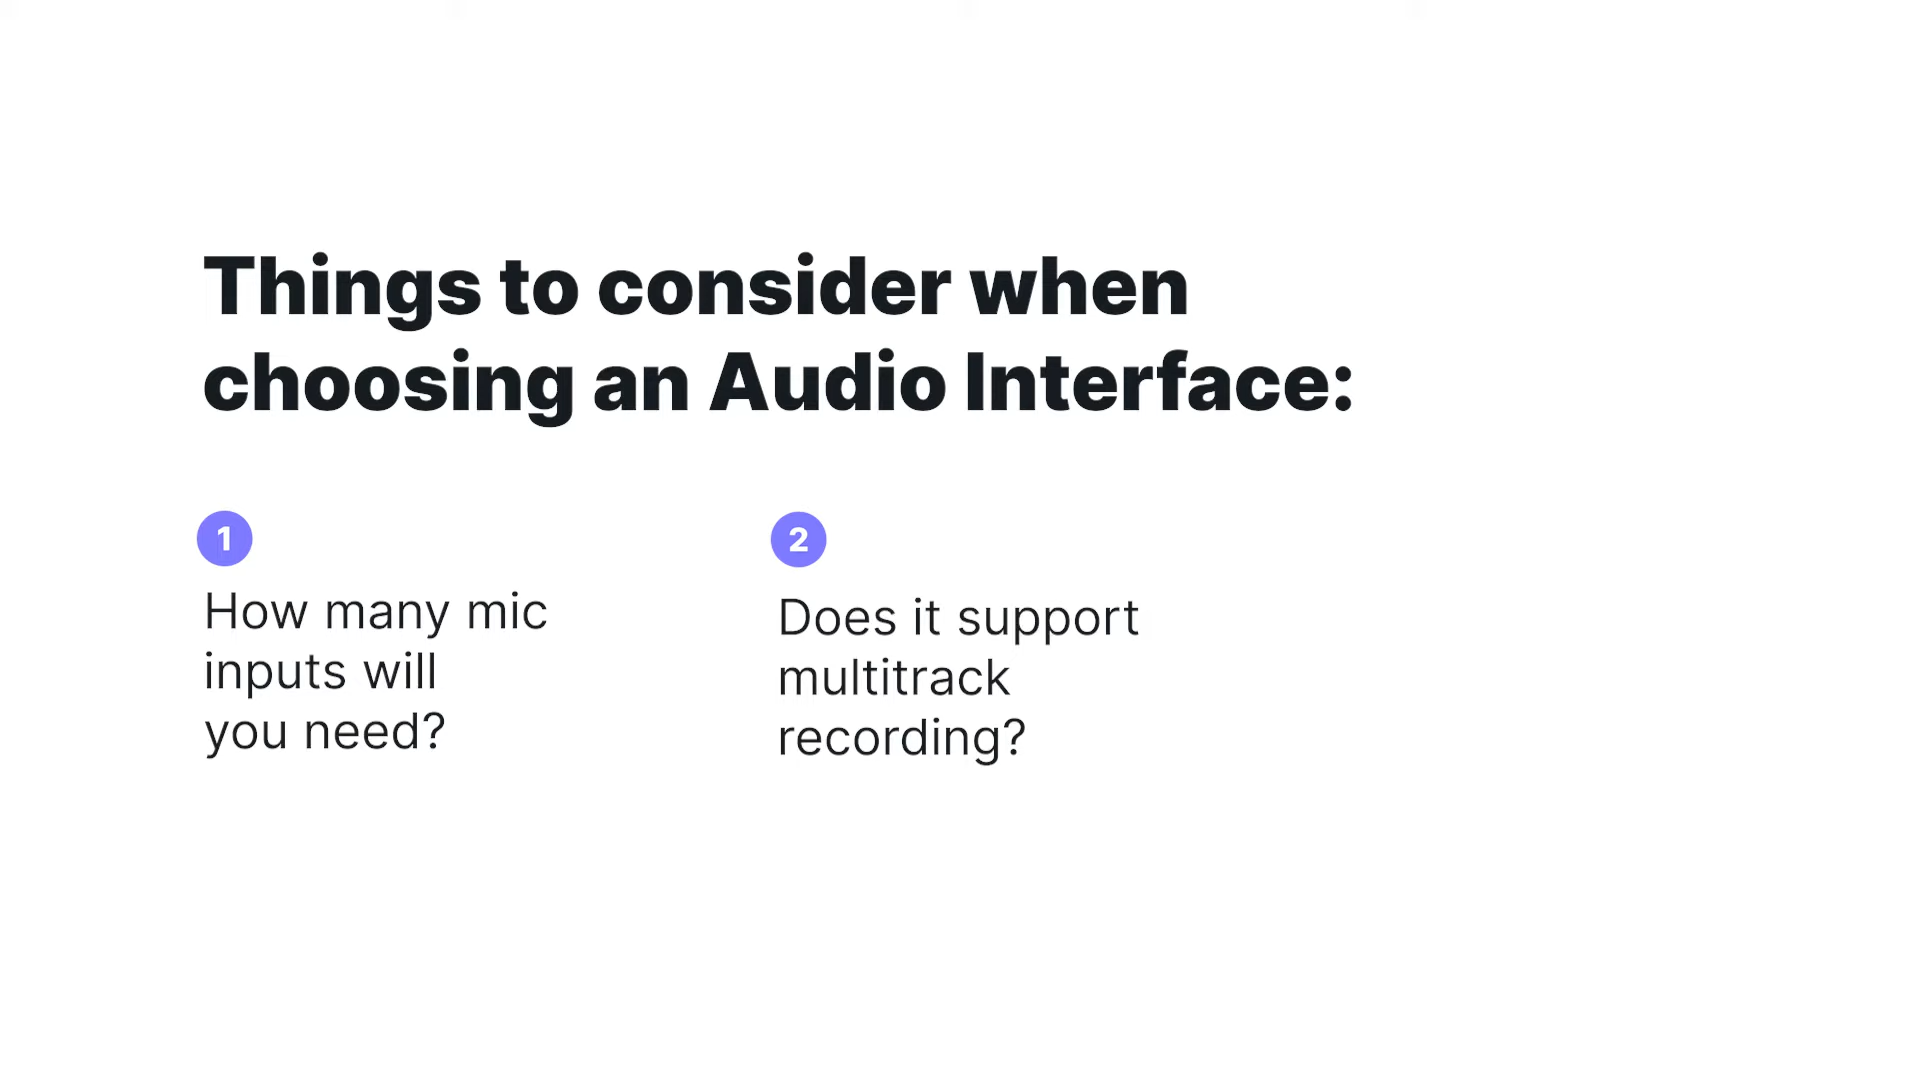 Things to consider when
choosing an Audio Interface:
1
How many mic
inputs will
you need?
2
Does it support
multitrack
recording?